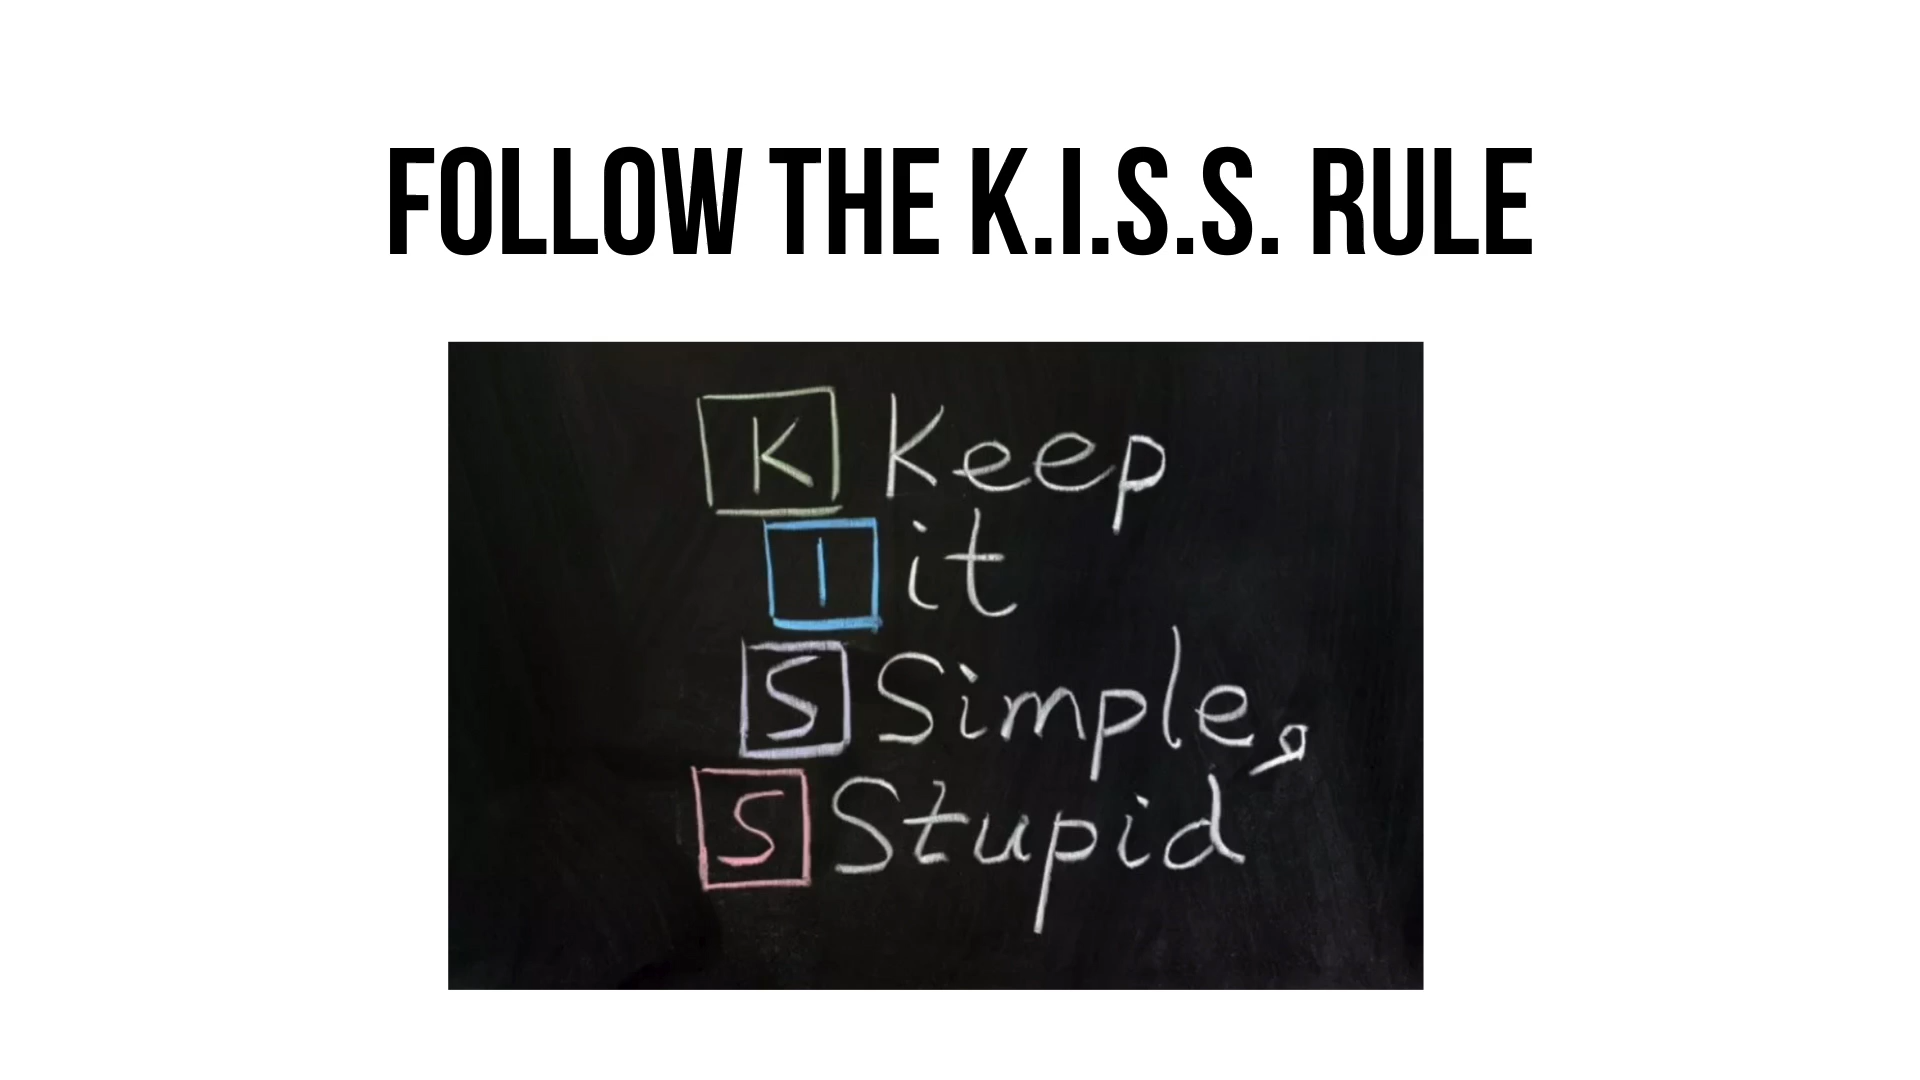 FOLLOW THE K.I.S.S. RULE
K Keep
I it
S Simple,
S Stupid